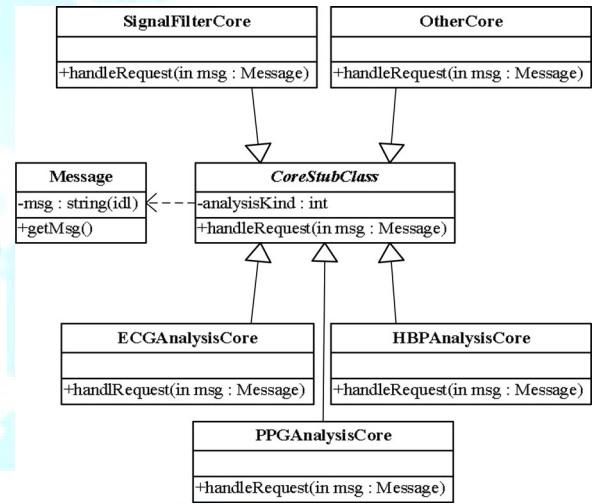 SignalFilterCore
+handleRequest(in msg : Message)
OtherCore
+handleRequest(in msg : Message)
Message
-msg : string(idl)
+getMsg()
CoreStubClass
-analysisKind : int
+handleRequest(in msg : Message)
ECGAnalysisCore
+handlRequest(in msg : Message)
HBPAnalysisCore
+handleRequest(in msg : Message)
PPGAnalysisCore
+handleRequest(in msg : Message)